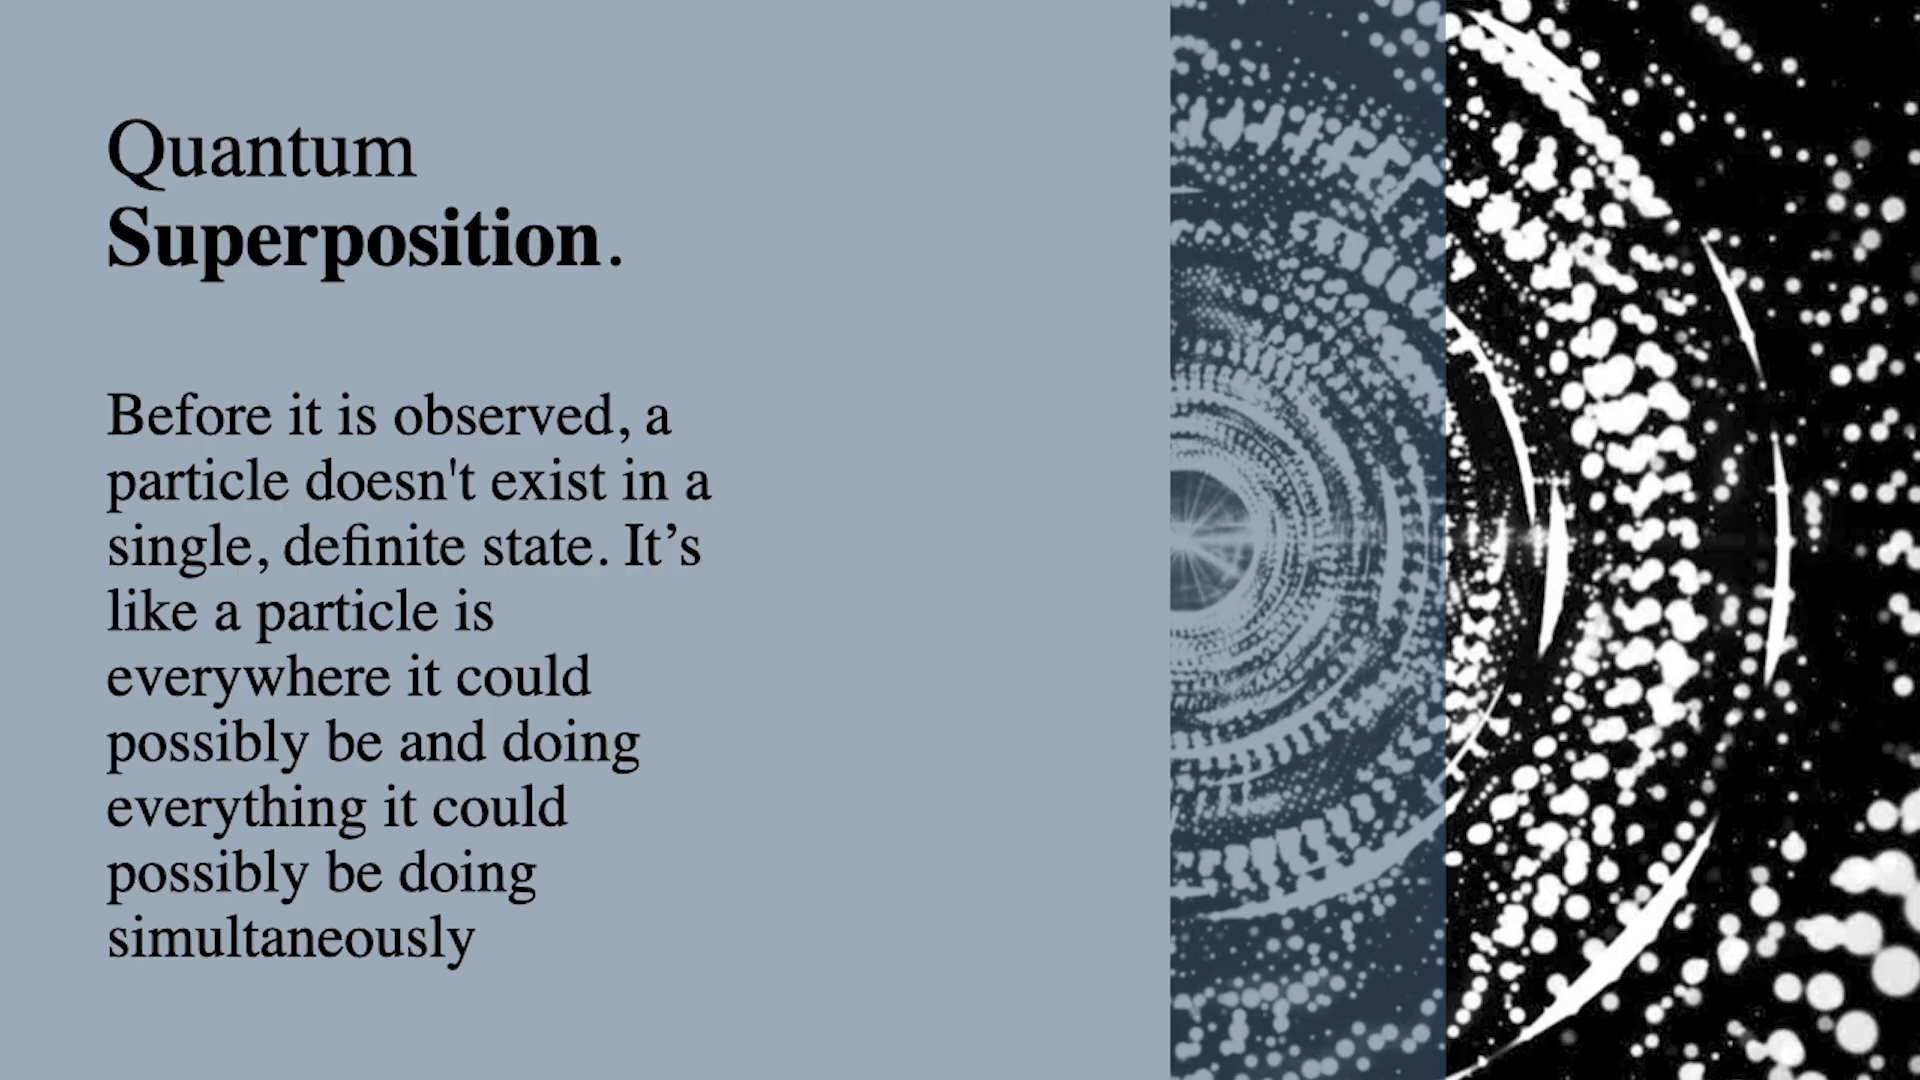 Quantum
Superposition.
Before it is observed, a
particle doesn't exist in a
single, definite state. It’s
like a particle is
everywhere it could
possibly be and doing
everything it could
possibly be doing
simultaneously